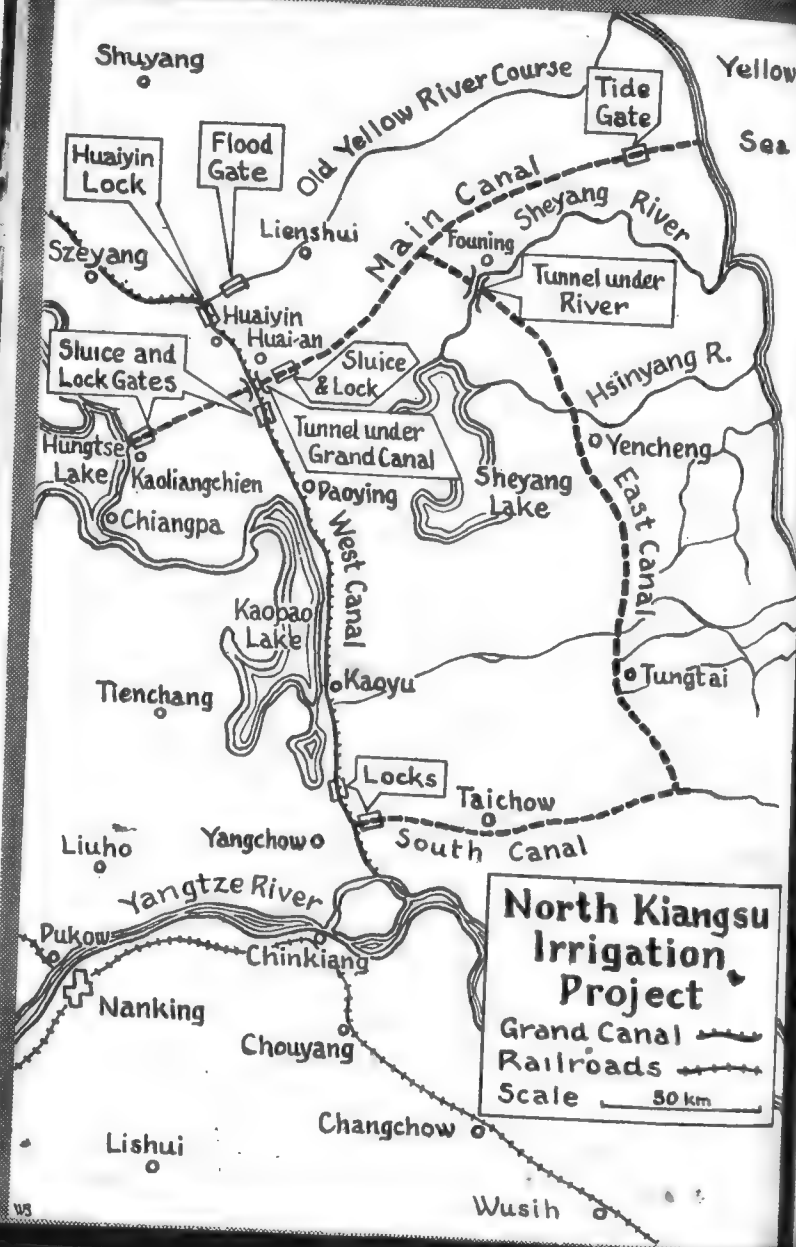 Shuyang
Yellow
Sea
Old Yellow River Course
Tide
Gate
Huaiyin
Lock
Flood
Gate
Main Canal
Sheyang River
Lienshui
Founing
Szeyang
Tunnel under
River
Huaiyin
Huai-an
Sluice and
Lock Gates
Sluice
& Lock
Hsinyang R.
Tunnel under
Grand Canal
Hungtse
Lake
Kaoliangchien
Yencheng
Paoying
Sheyang
Lake
Chiangpa
West Canal
East Canal
Kaopao
Lake
Kaoyu
Tungtai
Tienchang
Locks
Taichow
South Canal
Yangchow
Liuho
Yangtze River
Pukow
Chinkiang
Nanking
Chouyang
North Kiangsu
Irrigation
Project
Grand Canal
Railroads
Scale 50 km
Changchow
Lishui
Wusih
WS